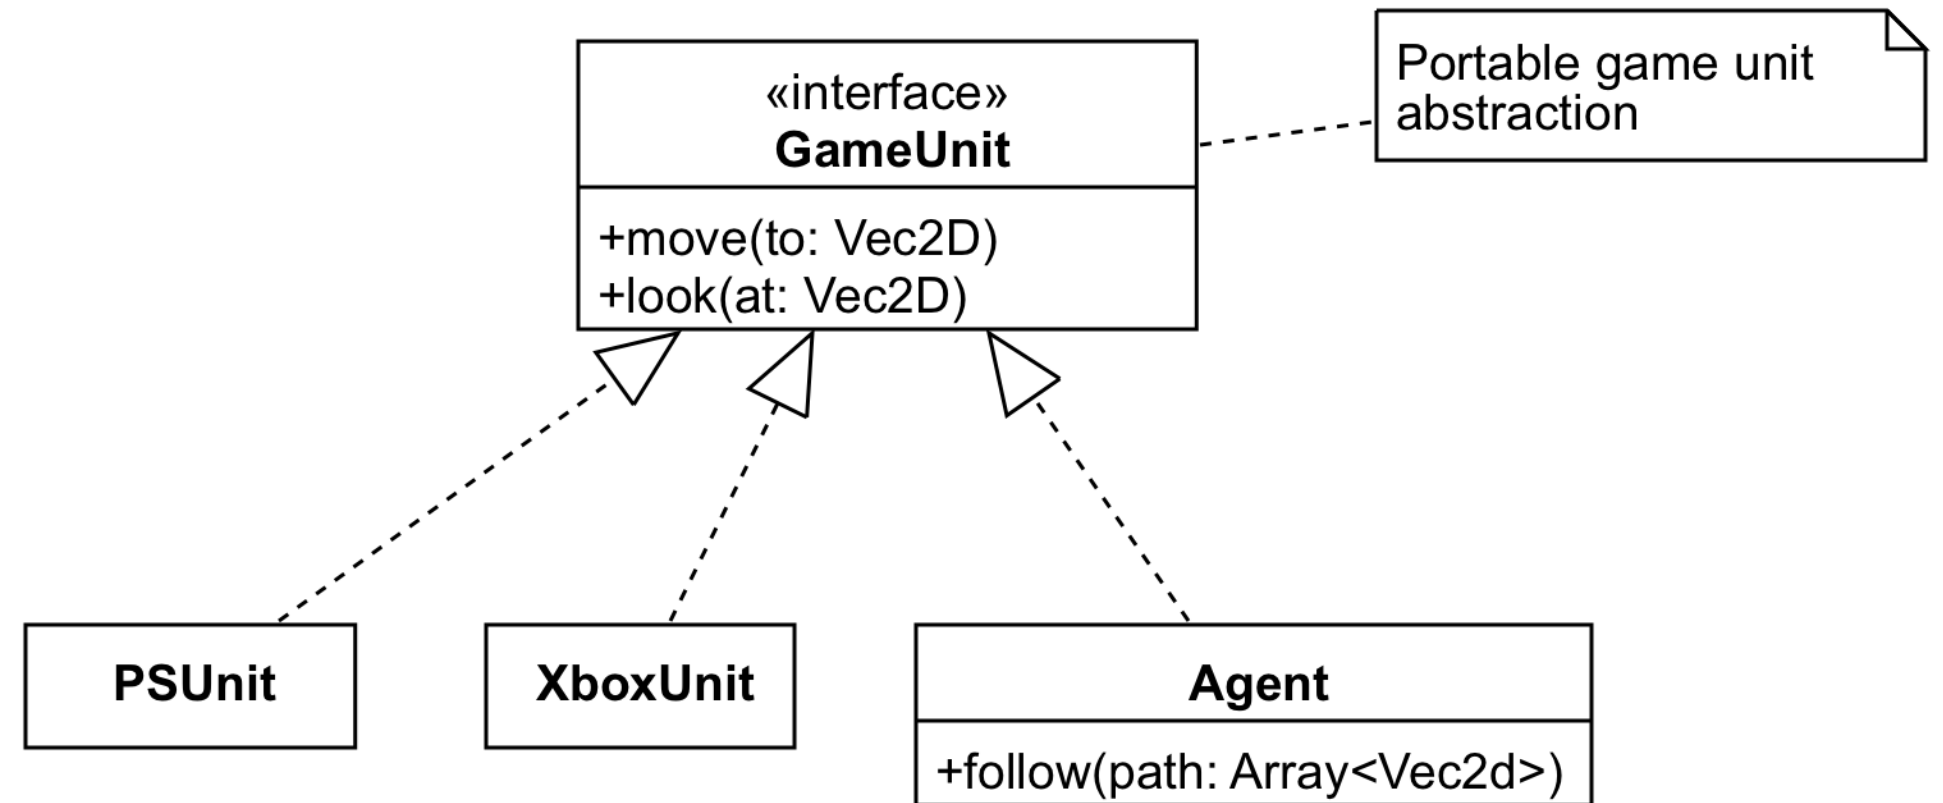 «interface»
GameUnit
Portable game unit
abstraction
+move(to: Vec2D)
+look(at: Vec2D)
PSUnit
XboxUnit
Agent
+follow(path: Array<Vec2d>)